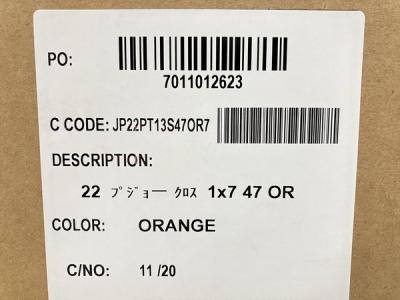 PO:
7011012623
C CODE: JP22PT13S47OR7
DESCRIPTION:
22 プジョー クロス 1x7 47 OR
COLOR: ORANGE
C/NO: 11 /20